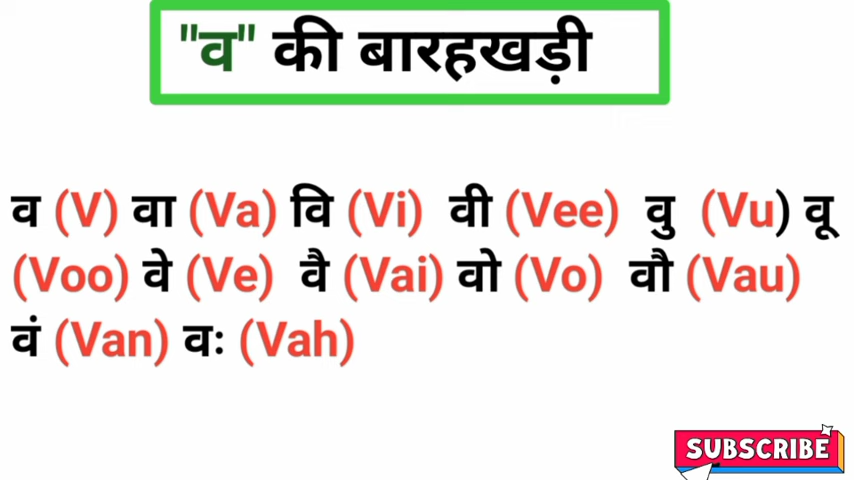 "व" की बारहखड़ी
व (V) वा (Va) वि (Vi) वी (Vee) वु (Vu) वू
(Voo) वे (Ve) वै (Vai) वो (Vo) वौ (Vau)
वं (Van) वः (Vah)
SUBSCRIBE